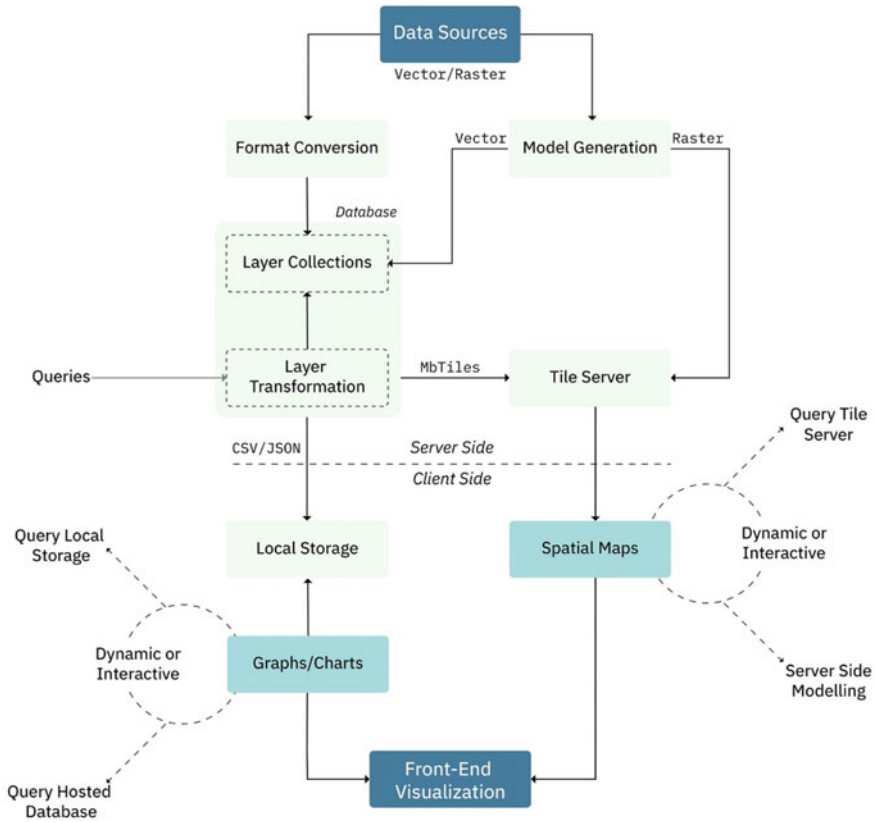 Data Sources
Vector/Raster
Format Conversion
Vector
Model Generation
Raster
Database
Layer Collections
Queries
Layer
Transformation
MbTiles
Tile Server
Query Tile
Server
CSV/JSON
Server Side
Client Side
Query Local
Storage
Local Storage
Spatial Maps
Dynamic or
Interactive
Dynamic or
Interactive
Graphs/Charts
Server Side
Modelling
Query Hosted
Database
Front-End
Visualization